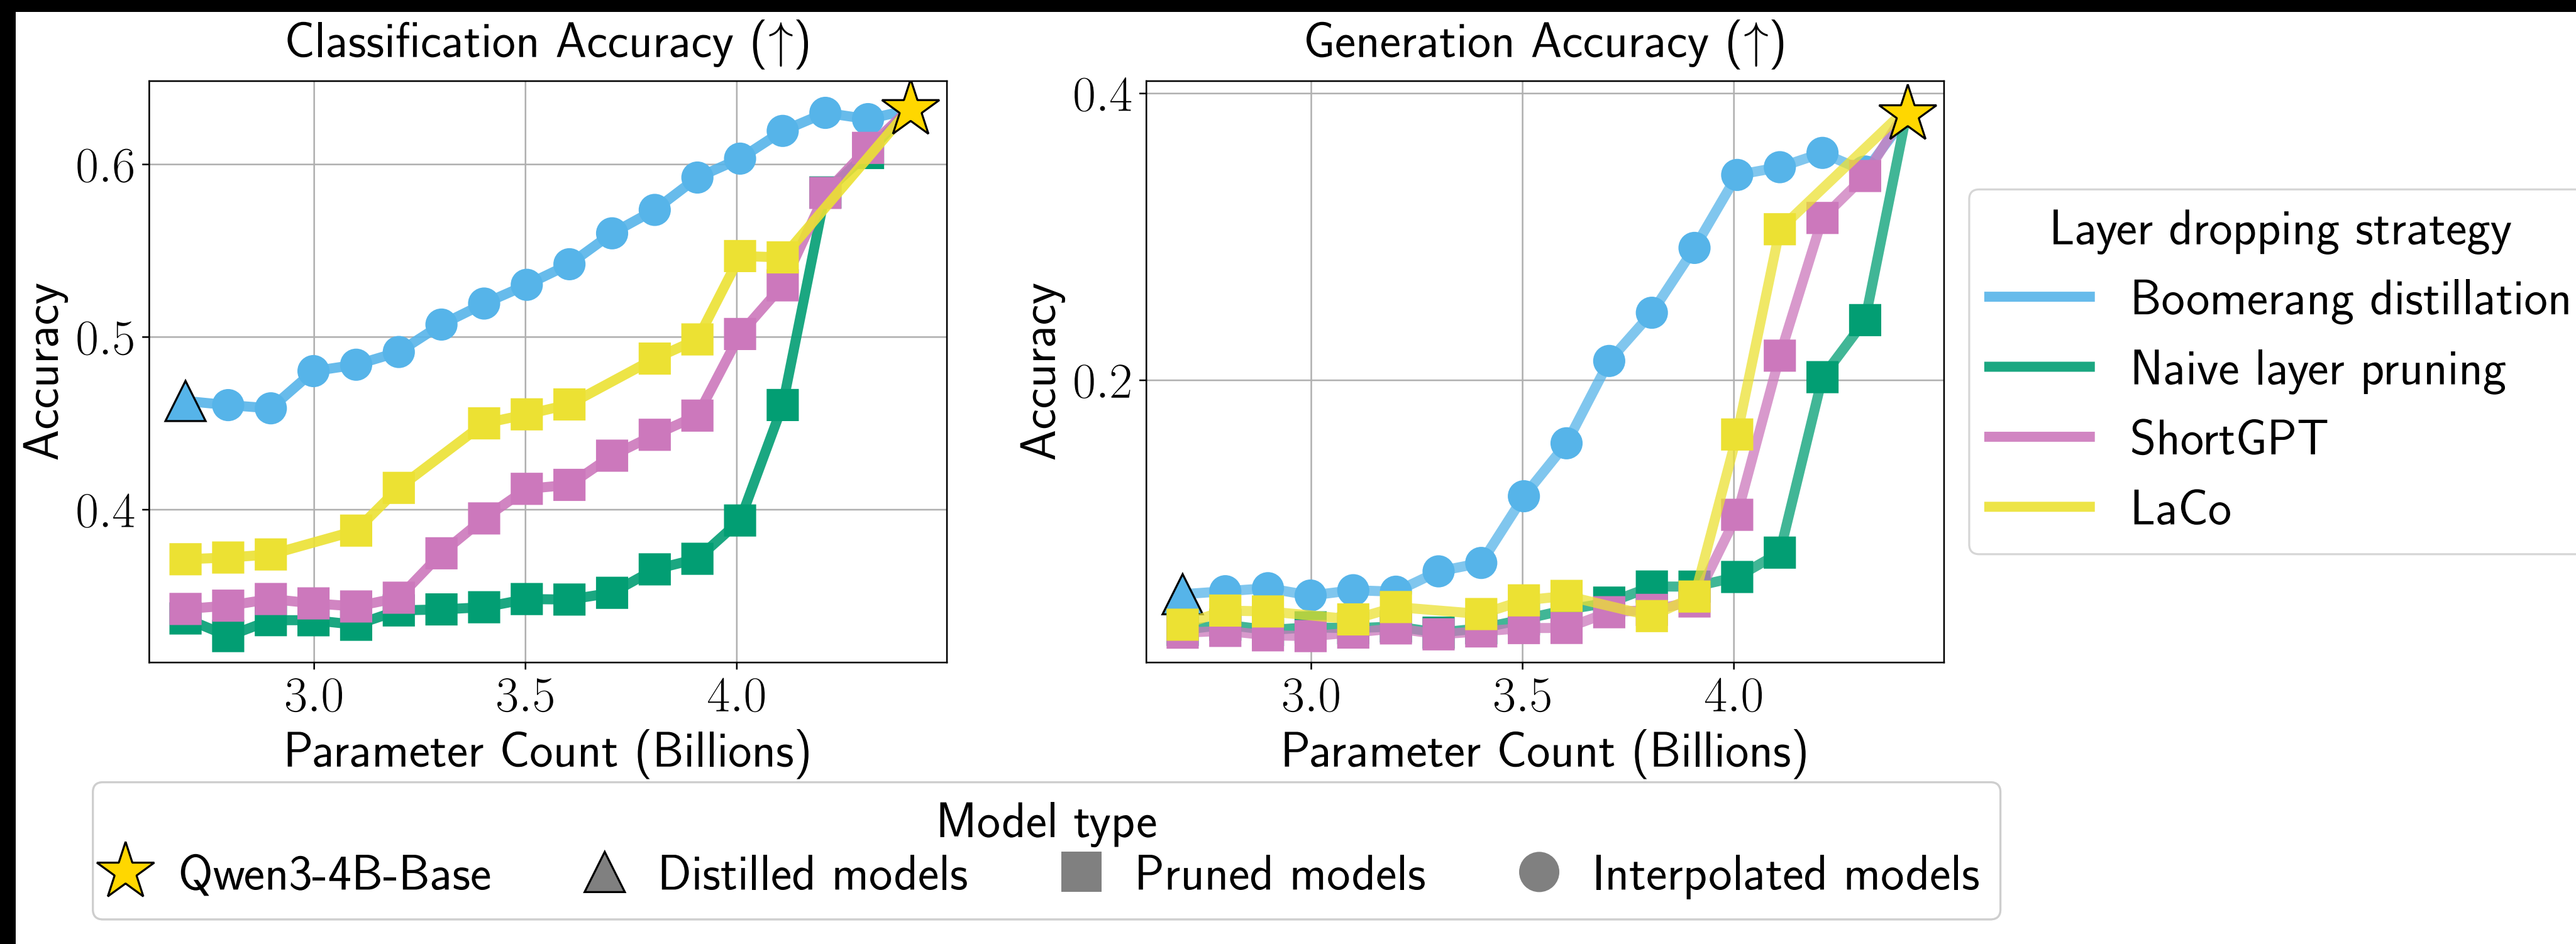 Classification Accuracy (↑)
Accuracy
0.6
0.5
0.4
3.0 3.5 4.0
Parameter Count (Billions)
Generation Accuracy (↑)
Accuracy
0.4
0.2
3.0 3.5 4.0
Parameter Count (Billions)
Layer dropping strategy
Boomerang distillation
Naive layer pruning
ShortGPT
LaCo
Model type
Qwen3-4B-Base Distilled models Pruned models Interpolated models